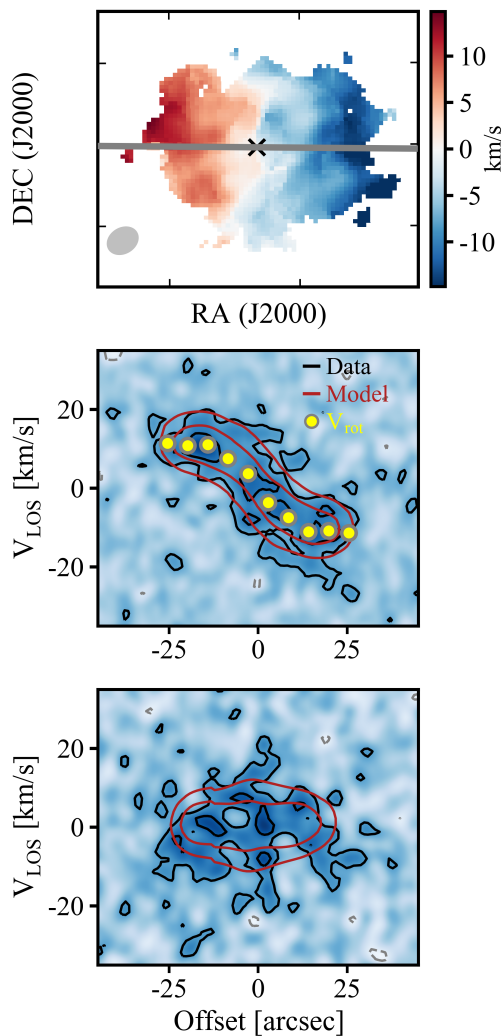 DEC (J2000)
10
5
0
-5
-10
km/s
RA (J2000)
V_LOS [km/s]
20
0
-20
Data
Model
V_rot
-25
0
25
V_LOS [km/s]
20
0
-20
-25
0
25
Offset [arcsec]